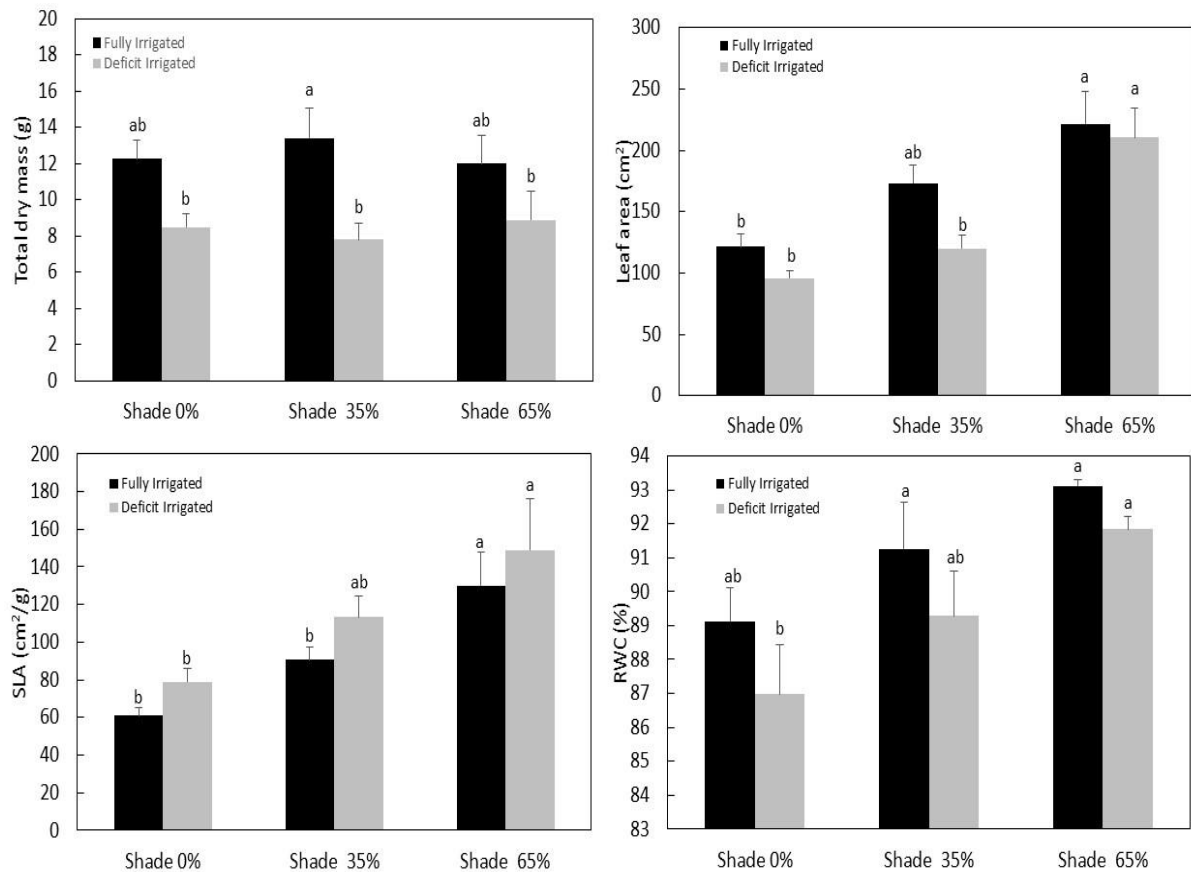 Total dry mass (g)
20
18
16
14
12
10
8
6
4
2
0
Fully Irrigated
Deficit Irrigated
ab
b
a
b
ab
b
Shade 0%
Shade 35%
Shade 65%
Leaf area (cm²)
300
250
200
150
100
50
0
Fully Irrigated
Deficit Irrigated
b
b
ab
b
a
a
Shade 0%
Shade 35%
Shade 65%
SLA (cm²/g)
200
180
160
140
120
100
80
60
40
20
0
Fully Irrigated
Deficit Irrigated
b
b
b
ab
a
a
Shade 0%
Shade 35%
Shade 65%
RWC (%)
94
93
92
91
90
89
88
87
86
85
84
83
Fully Irrigated
Deficit Irrigated
ab
b
a
ab
a
a
Shade 0%
Shade 35%
Shade 65%